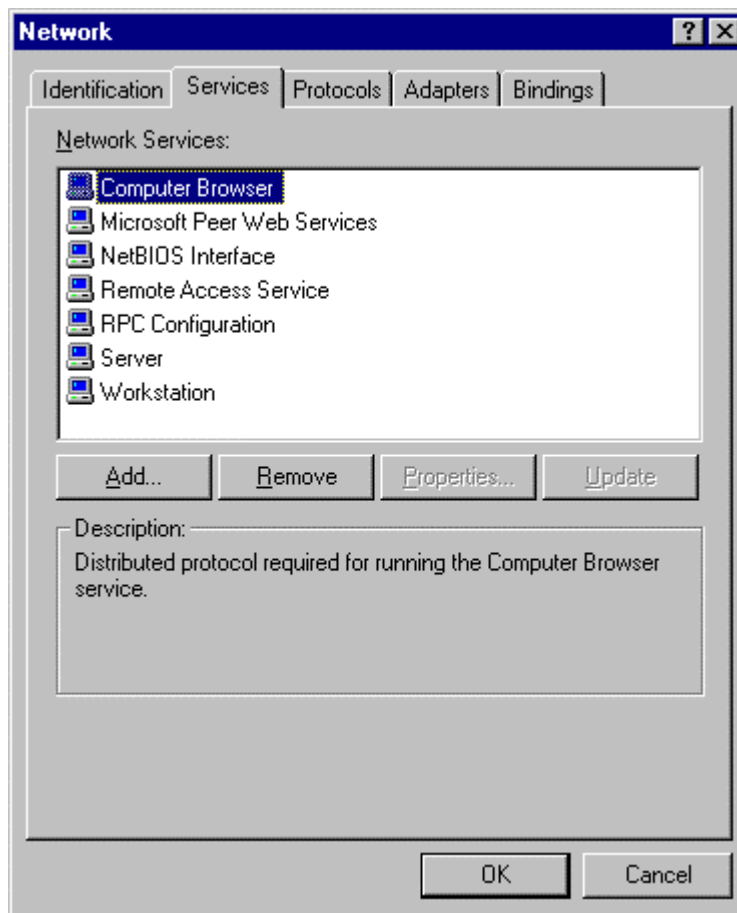 Network
Identification Services Protocols Adapters Bindings
Network Services:
Computer Browser
Microsoft Peer Web Services
NetBIOS Interface
Remote Access Service
RPC Configuration
Server
Workstation
Add... Remove Properties... Update
Description:
Distributed protocol required for running the Computer Browser
service.
OK Cancel